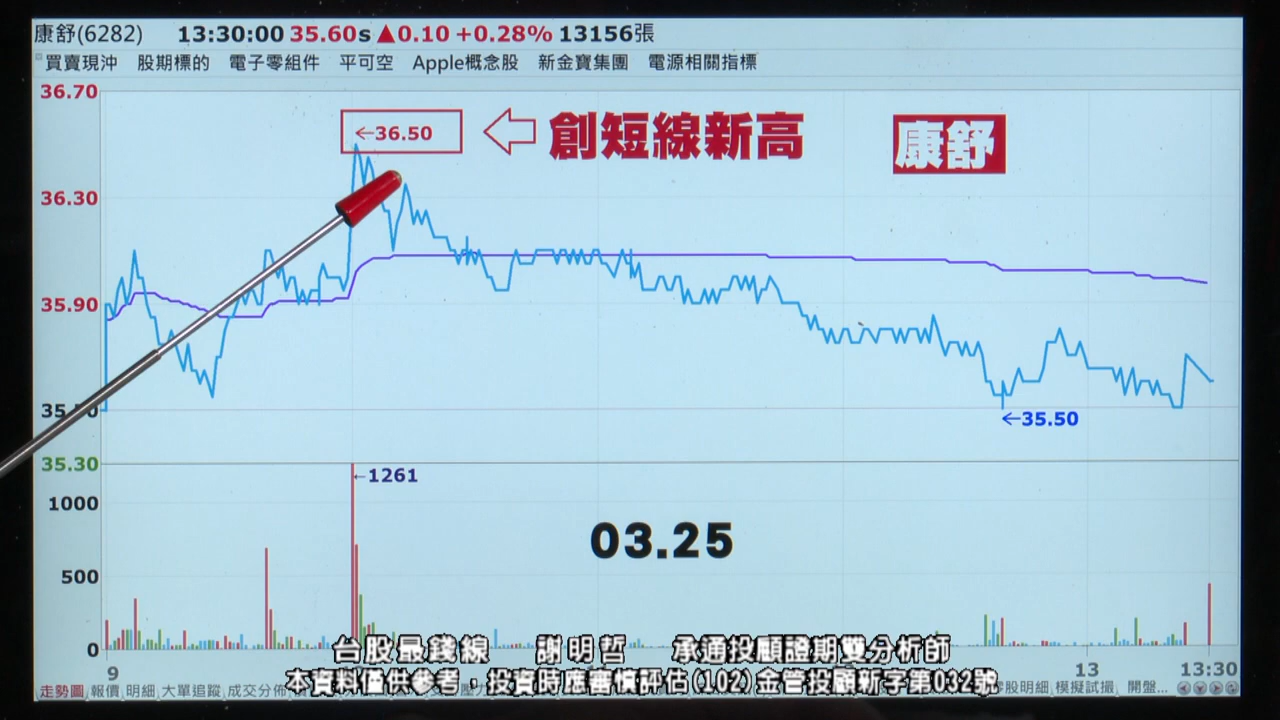 康舒(6282) 13:30:00 35.60s ▲0.10 +0.28% 13156張
買賣現沖 股期標的 電子零組件 平可空 Apple概念股 新金寶集團 電源相關指標
36.70
←36.50
創短線新高
康舒
36.30
35.90
←35.50
35.30
←1261
1000
03.25
500
0
台股最錢線 謝明哲 承通投顧證期雙分析師
9
13
13:30
本資料僅供參考，投資時應審慎評估(102)金管投顧新字第032號
走勢圖 報價 明細 大單追蹤 成交分佈
股明細 模擬試撮 開盤...